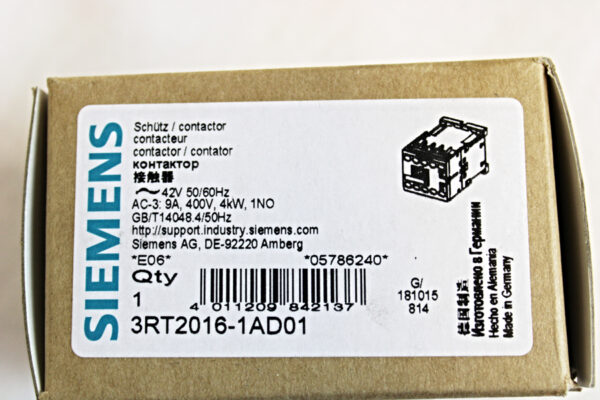 SIEMENS
Schütz / contactor
contacteur
contactor / contator
контактор
接触器
~ 42V 50/60Hz
AC-3: 9A, 400V, 4kW, 1NO
GB/T14048.4/50Hz
http://support.industry.siemens.com
Siemens AG, DE-92220 Amberg
*E06* *05786240*
Qty
1
4 011209 842137
3RT2016-1AD01
G/
181015
814
德国制造
Изготовлено в Германии
Hecho en Alemania
Made in Germany